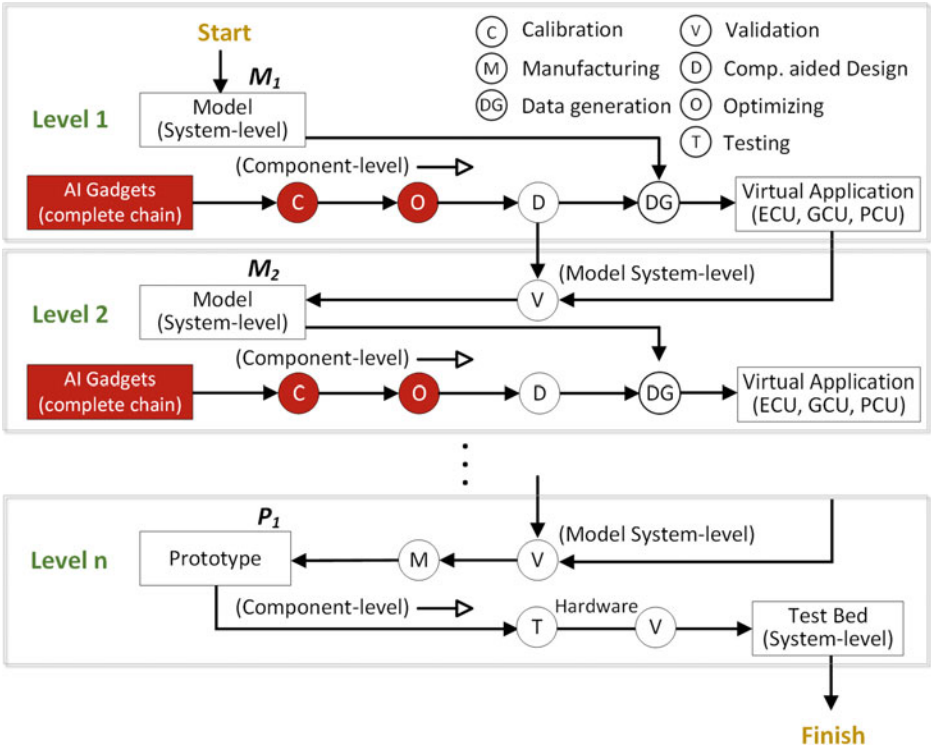 Start
C Calibration
V Validation
M Manufacturing
D Comp. aided Design
DG Data generation
O Optimizing
T Testing
Level 1
M1
Model
(System-level)
(Component-level)
AI Gadgets
(complete chain)
C
O
D
DG
Virtual Application
(ECU, GCU, PCU)
Level 2
M2
Model
(System-level)
V
(Model System-level)
(Component-level)
AI Gadgets
(complete chain)
C
O
D
DG
Virtual Application
(ECU, GCU, PCU)
Level n
P1
Prototype
M
V
(Model System-level)
(Component-level)
T
Hardware
V
Test Bed
(System-level)
Finish